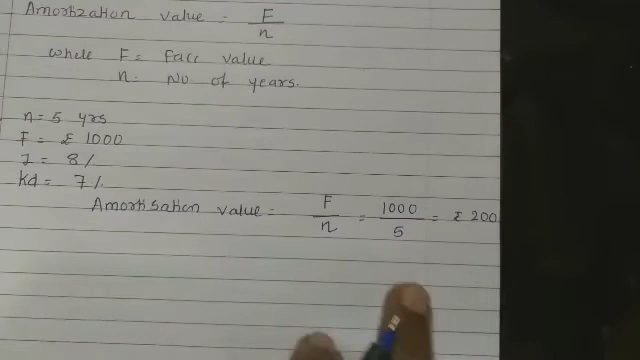 Amortization value = F/n
where F = Face value
n = No of years.
n = 5 yrs
F = ₹ 1000
I = 8 %
Kd = 7 %
Amortisation value = F/n = 1000/5 = ₹ 200